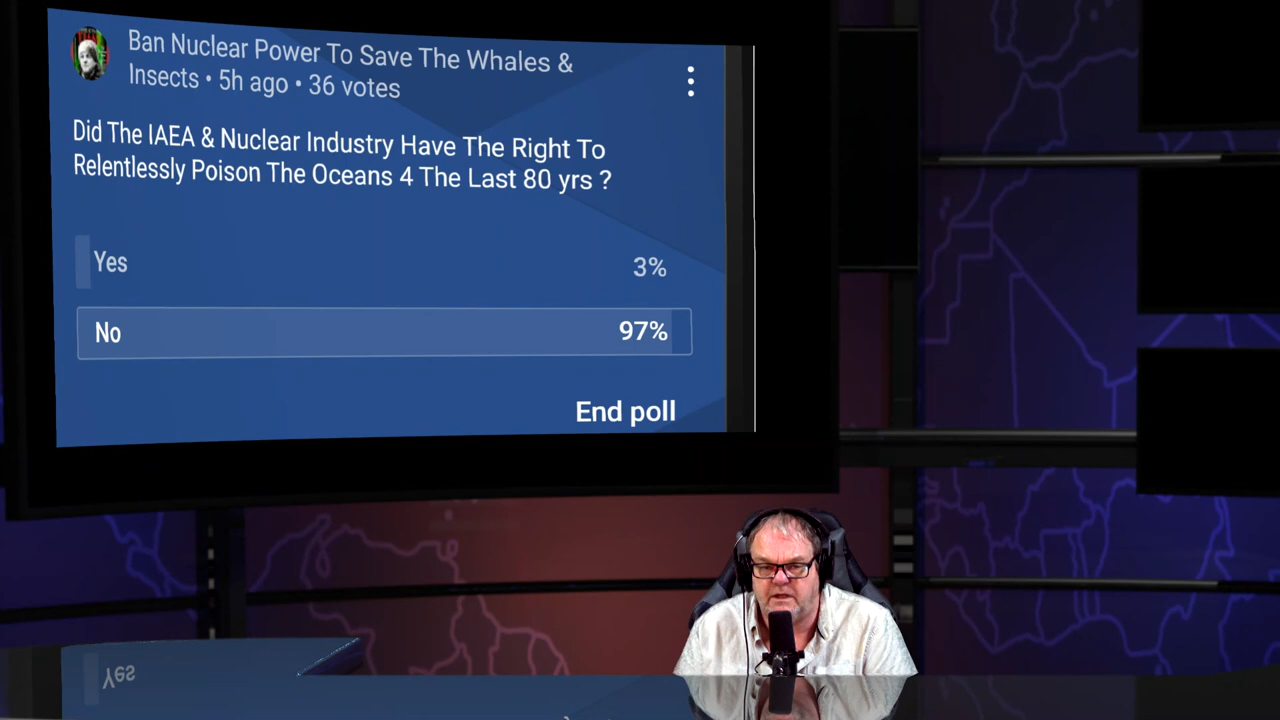 Ban Nuclear Power To Save The Whales &
Insects • 5h ago • 36 votes
Did The IAEA & Nuclear Industry Have The Right To
Relentlessly Poison The Oceans 4 The Last 80 yrs ?
Yes 3%
No 97%
End poll
Yes